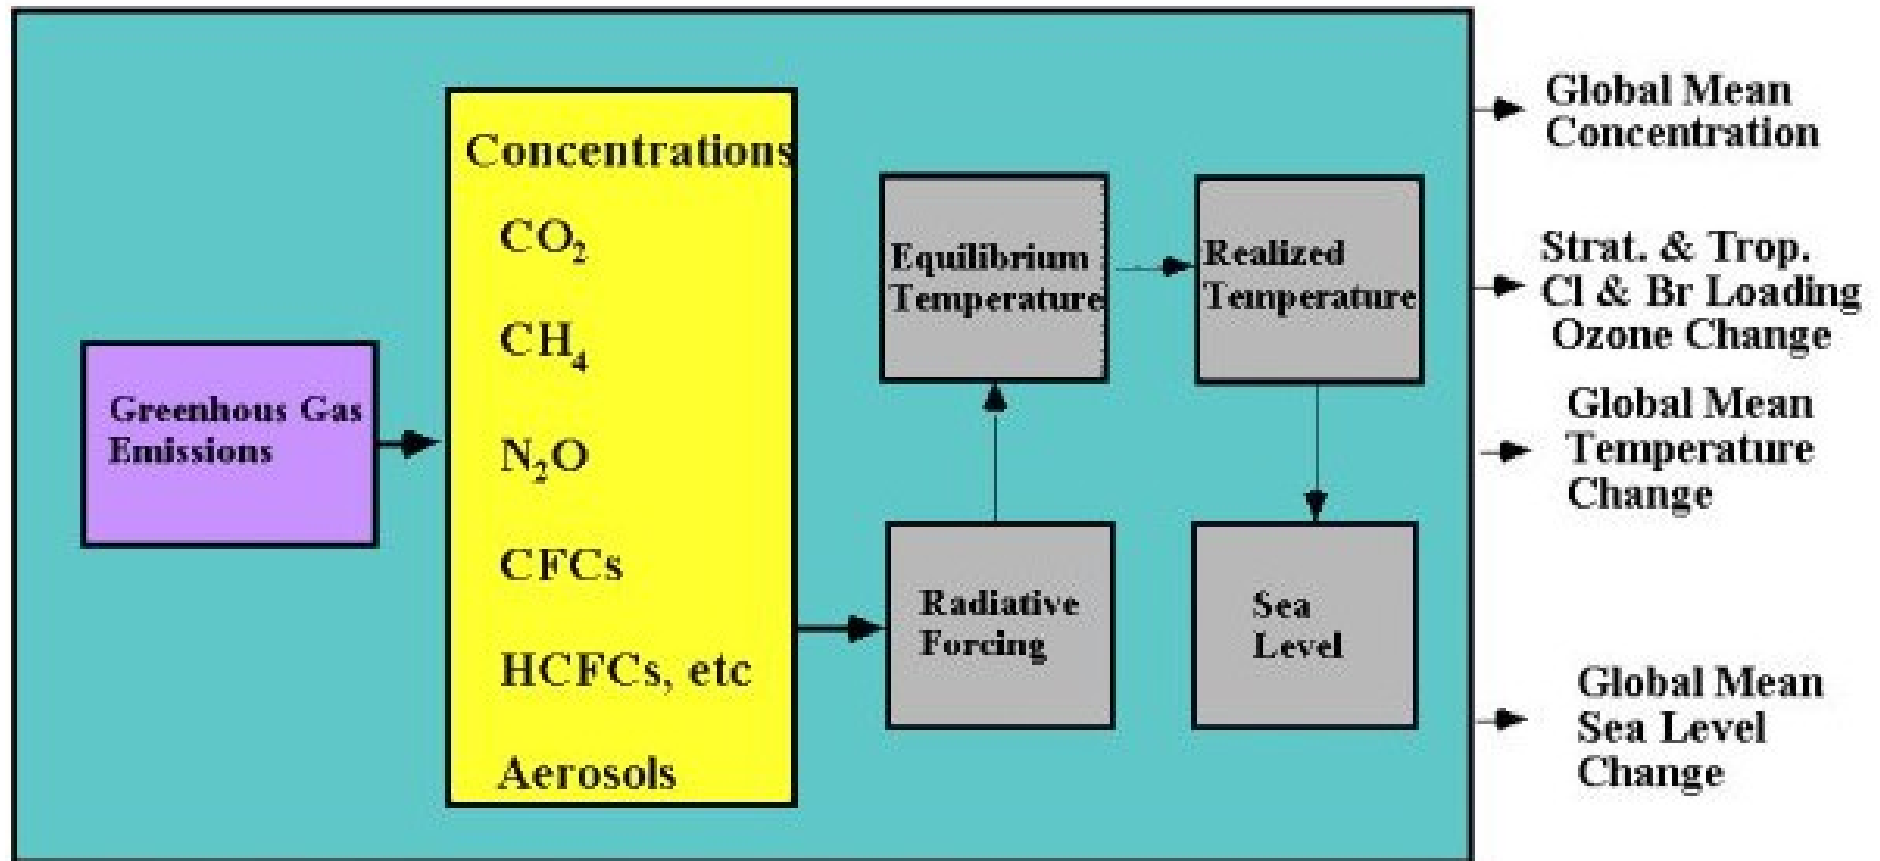 Greenhous Gas
Emissions
Concentrations
CO₂
CH₄
N₂O
CFCs
HCFCs, etc
Aerosols
Equilibrium
Temperature
Realized
Temperature
Radiative
Forcing
Sea
Level
Global Mean
Concentration
Strat. & Trop.
Cl & Br Loading
Ozone Change
Global Mean
Temperature
Change
Global Mean
Sea Level
Change